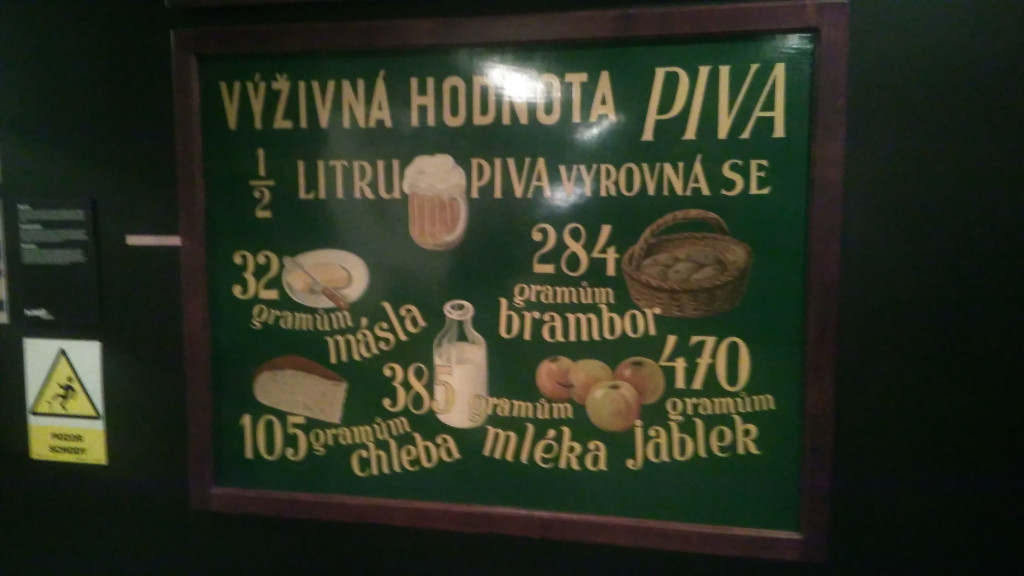 VÝŽIVNÁ HODNOTA PIVA
1/2 LITRU PIVA VYROVNÁ SE
32
gramům
másla
284
gramům
brambor
105 gramům
chleba
385 gramům
mléka
470
gramům
jablek
POZOR
SCHODY